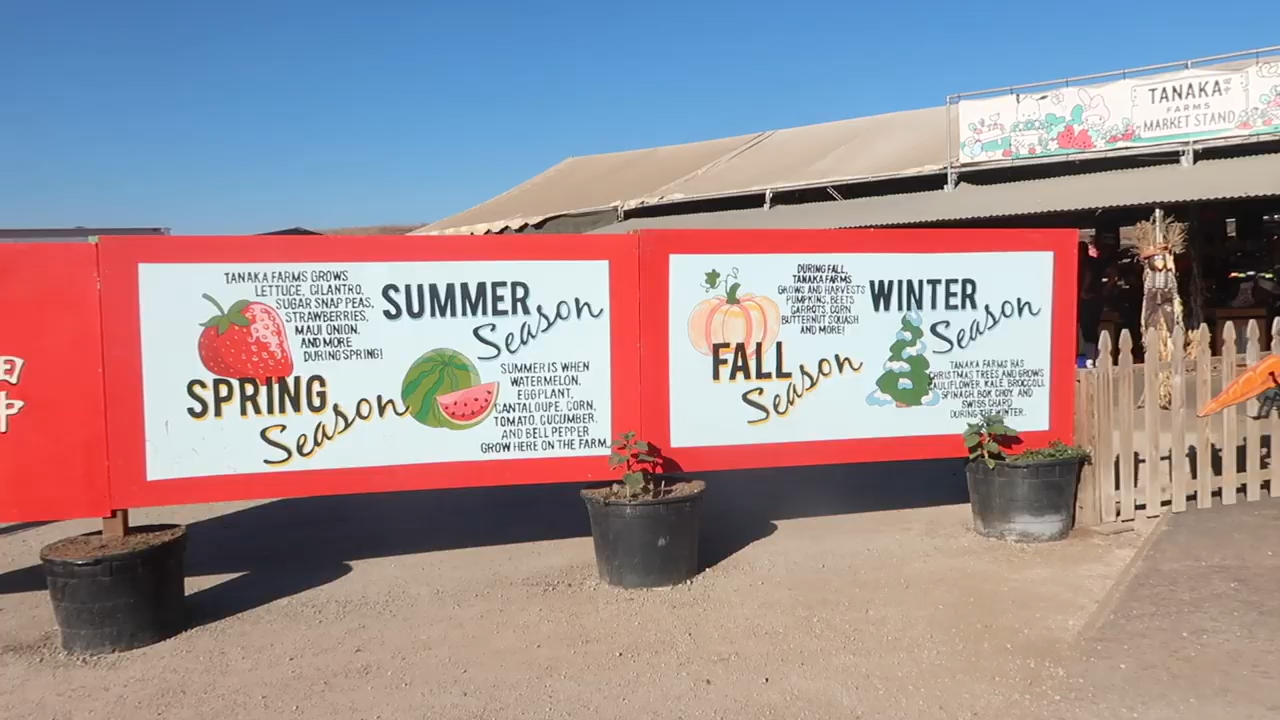 田
中
TANAKA FARMS GROWS
LETTUCE, CILANTRO,
SUGAR SNAP PEAS,
STRAWBERRIES,
MAUI ONION,
AND MORE
DURING SPRING!
SPRING
Season
SUMMER
Season
SUMMER IS WHEN
WATERMELON,
EGGPLANT,
CANTALOUPE, CORN,
TOMATO, CUCUMBER,
AND BELL PEPPER
GROW HERE ON THE FARM.
DURING FALL,
TANAKA FARMS
GROWS AND HARVESTS
PUMPKINS, BEETS
CARROTS, CORN
BUTTERNUT SQUASH
AND MORE!
FALL
Season
WINTER
Season
TANAKA FARMS HAS
CHRISTMAS TREES AND GROWS
CAULIFLOWER, KALE, BROCCOLI,
SPINACH, BOK CHOY, AND
SWISS CHARD
DURING THE WINTER.
TANAKA
FARMS
MARKET STAND